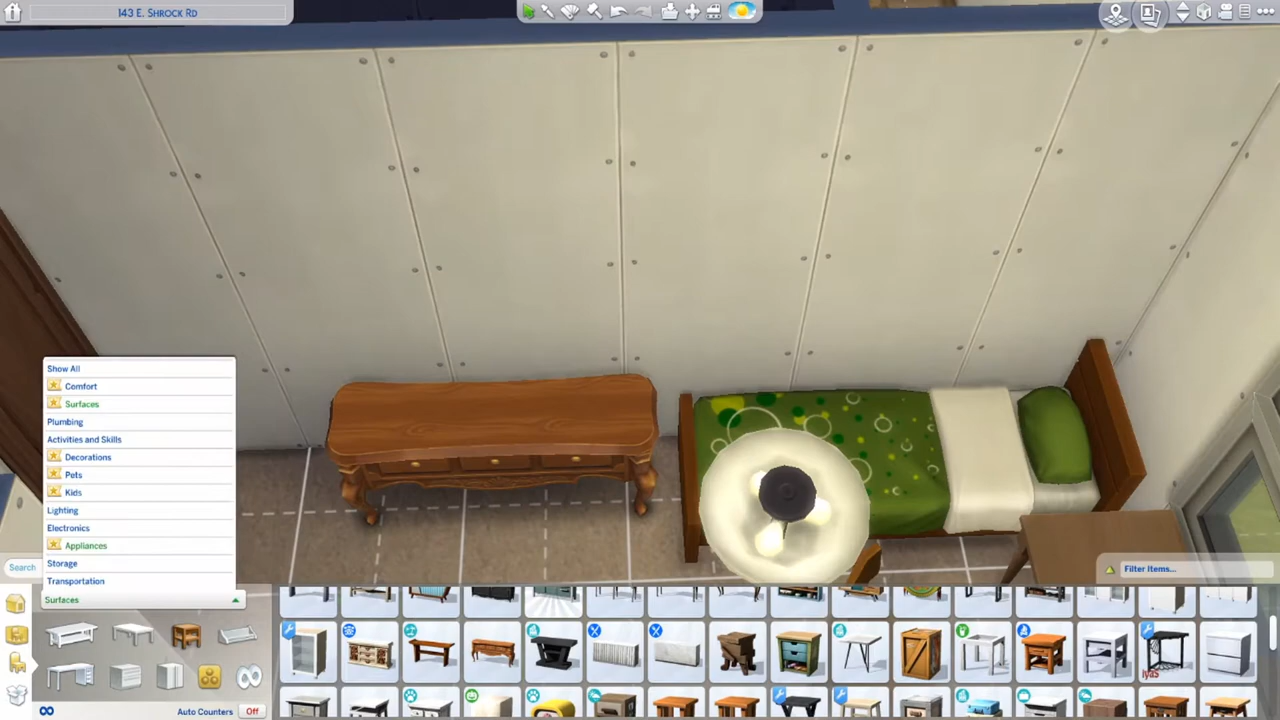 143 E. Shrock Rd
Show All
Comfort
Surfaces
Plumbing
Activities and Skills
Decorations
Pets
Kids
Lighting
Electronics
Appliances
Storage
Transportation
Search
Surfaces
Filter Items...
Auto Counters Off